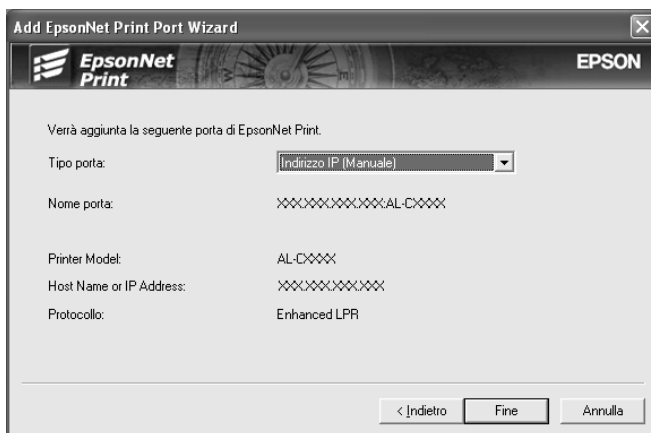 Add EpsonNet Print Port Wizard
EpsonNet
Print
EPSON
Verrà aggiunta la seguente porta di EpsonNet Print.
Tipo porta: Indirizzo IP (Manuale)
Nome porta: XXX.XXX.XXX.XXX:AL-CXXXX
Printer Model: AL-CXXXX
Host Name or IP Address: XXX.XXX.XXX.XXX
Protocollo: Enhanced LPR
< Indietro Fine Annulla